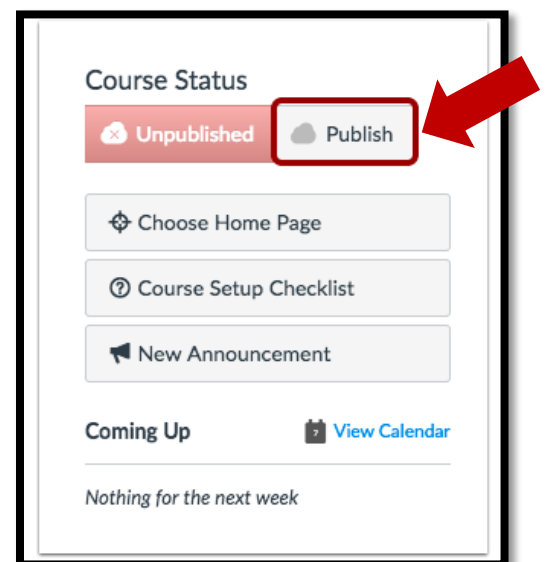 Course Status
Unpublished Publish
Choose Home Page
Course Setup Checklist
New Announcement
Coming Up View Calendar
Nothing for the next week